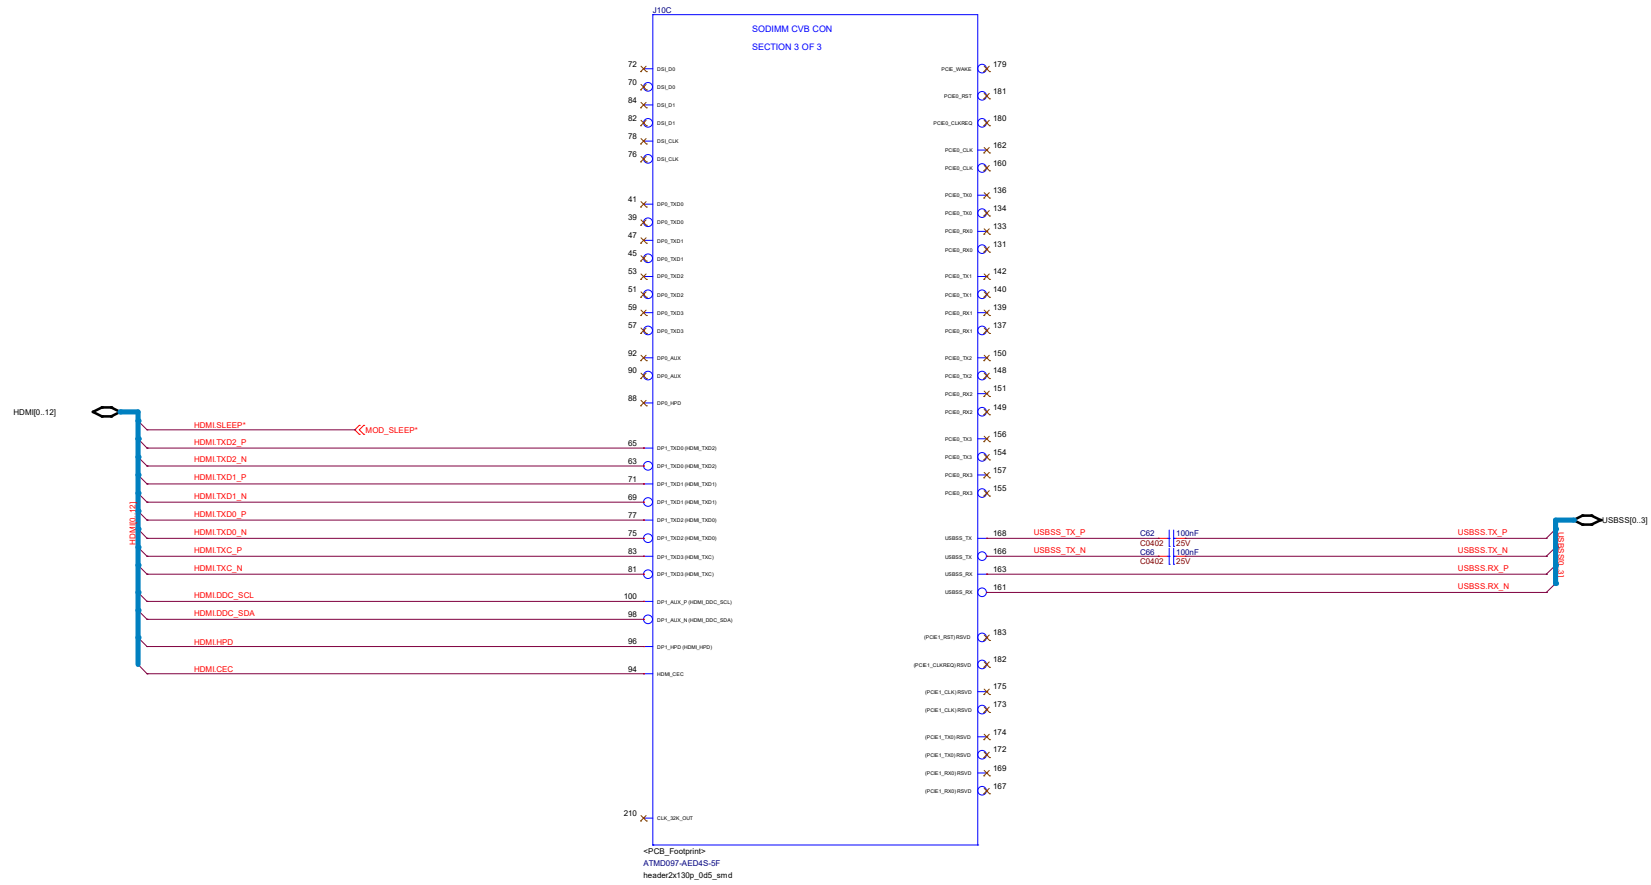 J10C
SODIMM CVB CON
SECTION 3 OF 3
72 DSI_D0
70 DSI_D0
84 DSI_D1
82 DSI_D1
78 DSI_CLK
76 DSI_CLK
41 DP0_TXD0
39 DP0_TXD0
47 DP0_TXD1
45 DP0_TXD1
53 DP0_TXD2
51 DP0_TXD2
59 DP0_TXD3
57 DP0_TXD3
92 DP0_AUX
90 DP0_AUX
88 DP0_HPD
HDMI[0..12]
HDMI[0..12]
HDMI.SLEEP* MOD_SLEEP*
HDMI.TXD2_P 65 DP1_TXD0 (HDMI_TXD2)
HDMI.TXD2_N 63 DP1_TXD0 (HDMI_TXD2)
HDMI.TXD1_P 71 DP1_TXD1 (HDMI_TXD1)
HDMI.TXD1_N 69 DP1_TXD1 (HDMI_TXD1)
HDMI.TXD0_P 77 DP1_TXD2 (HDMI_TXD0)
HDMI.TXD0_N 75 DP1_TXD2 (HDMI_TXD0)
HDMI.TXC_P 83 DP1_TXD3 (HDMI_TXC)
HDMI.TXC_N 81 DP1_TXD3 (HDMI_TXC)
HDMI.DDC_SCL 100 DP1_AUX_P (HDMI_DDC_SCL)
HDMI.DDC_SDA 98 DP1_AUX_N (HDMI_DDC_SDA)
HDMI.HPD 96 DP1_HPD (HDMI_HPD)
HDMI.CEC 94 HDMI_CEC
210 CLK_32K_OUT
PCIE_WAKE 179
PCIE0_RST 181
PCIE0_CLKREQ 180
PCIE0_CLK 162
PCIE0_CLK 160
PCIE0_TX0 136
PCIE0_TX0 134
PCIE0_RX0 133
PCIE0_RX0 131
PCIE0_TX1 142
PCIE0_TX1 140
PCIE0_RX1 139
PCIE0_RX1 137
PCIE0_TX2 150
PCIE0_TX2 148
PCIE0_RX2 151
PCIE0_RX2 149
PCIE0_TX3 156
PCIE0_TX3 154
PCIE0_RX3 157
PCIE0_RX3 155
USBSS_TX 168 USBSS_TX_P C62 100nF USBSS.TX_P
C0402 25V
USBSS_TX 166 USBSS_TX_N C66 100nF USBSS.TX_N
C0402 25V
USBSS_RX 163 USBSS.RX_P
USBSS_RX 161 USBSS.RX_N
USBSS[0..3]
USBSS[0..3]
(PCIE1_RST) RSVD 183
(PCIE1_CLKREQ) RSVD 182
(PCIE1_CLK) RSVD 175
(PCIE1_CLK) RSVD 173
(PCIE1_TX0) RSVD 174
(PCIE1_TX0) RSVD 172
(PCIE1_RX0) RSVD 169
(PCIE1_RX0) RSVD 167
<PCB_Footprint>
ATMD097-AED4S-5F
header2x130p_0d5_smd